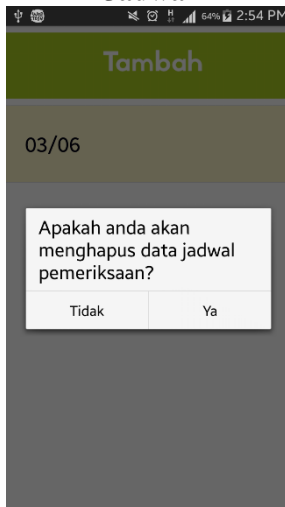 64% 2:54 PM
Tambah
03/06
Apakah anda akan
menghapus data jadwal
pemeriksaan?
Tidak
Ya